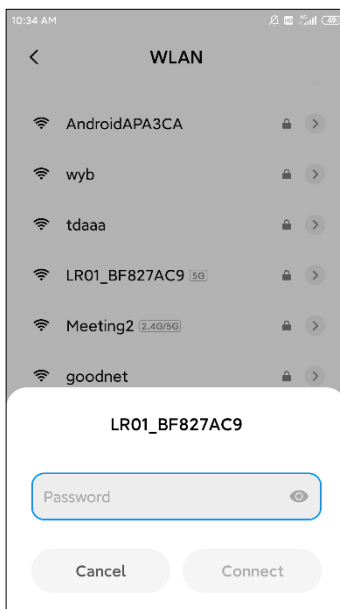 10:34 AM
WLAN
AndroidAPA3CA
wyb
tdaaa
LR01_BF827AC9 5G
Meeting2 2.4G/5G
goodnet
LR01_BF827AC9
Password
Cancel Connect